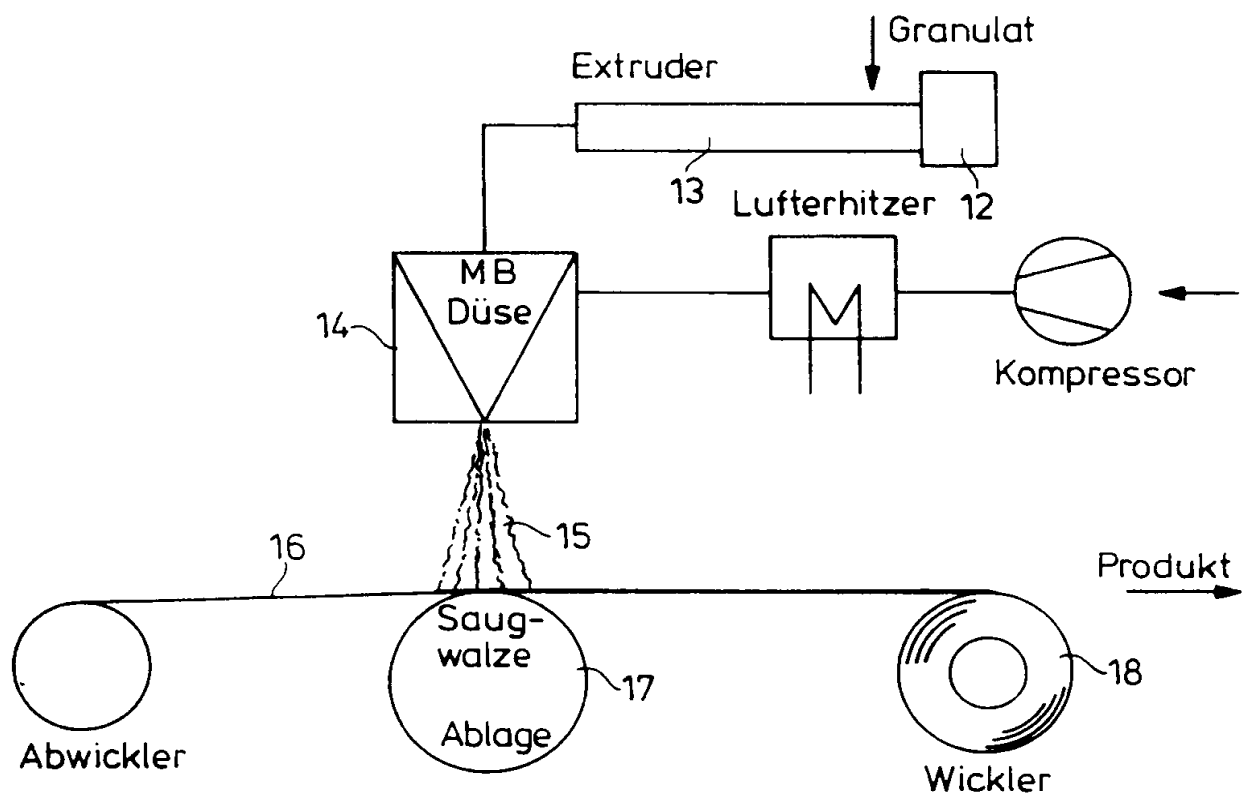 Granulat
Extruder
13
12
Lufterhitzer
MB
Düse
14
Kompressor
15
16
Produkt
Saug-
walze
17
18
Ablage
Abwickler
Wickler